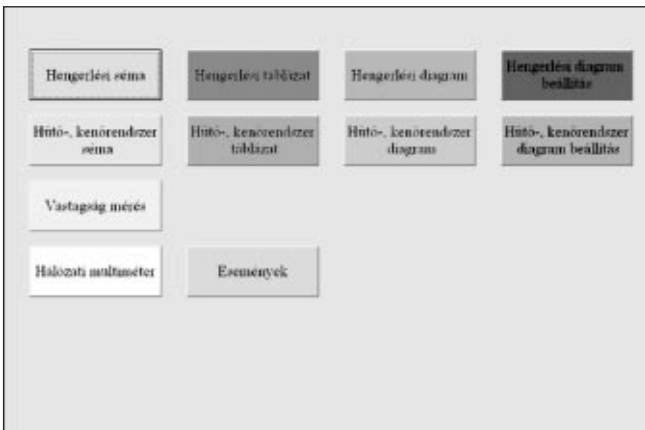 Hengerlési séma
Hengerlési táblázat
Hengerlési diagram
Hengerlési diagram
beállítás
Hűtő-, kenőrendszer
séma
Hűtő-, kenőrendszer
táblázat
Hűtő-, kenőrendszer
diagram
Hűtő-, kenőrendszer
diagram beállítás
Vastagság mérés
Hálózati multiméter
Események